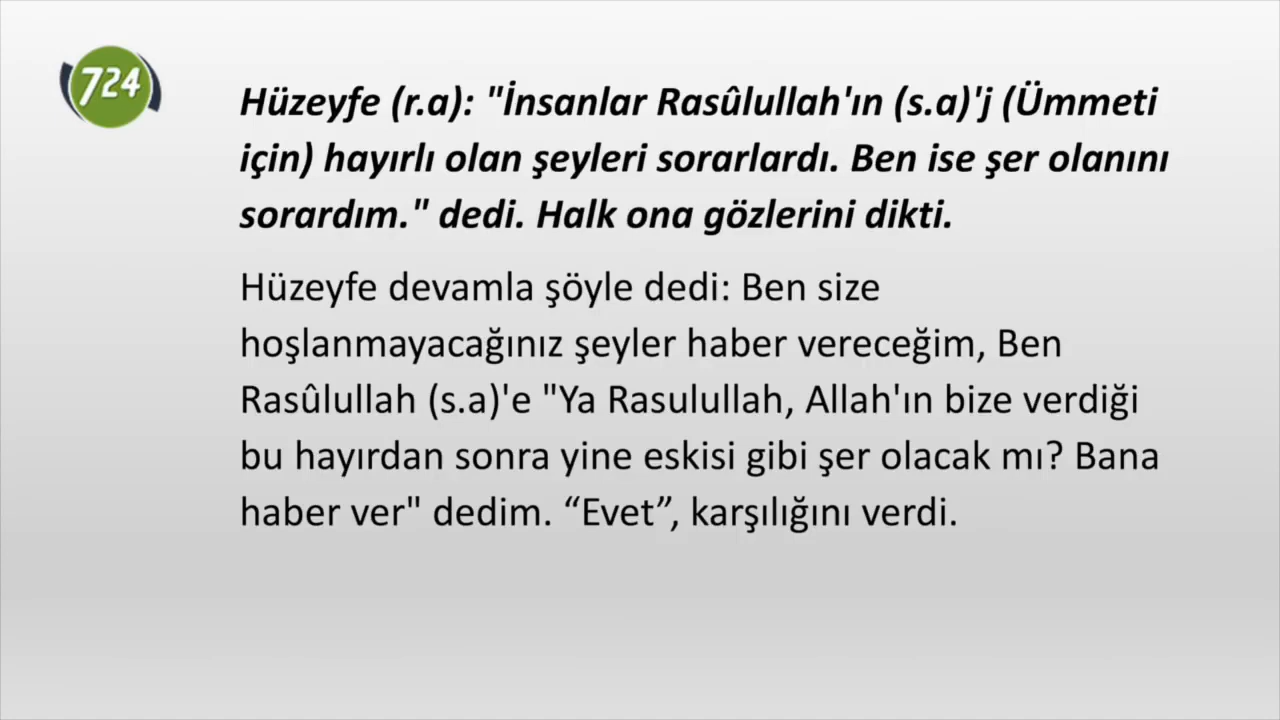 724
Hüzeyfe (r.a): "İnsanlar Rasûlullah'ın (s.a)'j (Ümmeti
için) hayırlı olan şeyleri sorarlardı. Ben ise şer olanını
sorardım." dedi. Halk ona gözlerini dikti.
Hüzeyfe devamla şöyle dedi: Ben size
hoşlanmayacağınız şeyler haber vereceğim, Ben
Rasûlullah (s.a)'e "Ya Rasulullah, Allah'ın bize verdiği
bu hayırdan sonra yine eskisi gibi şer olacak mı? Bana
haber ver" dedim. “Evet”, karşılığını verdi.